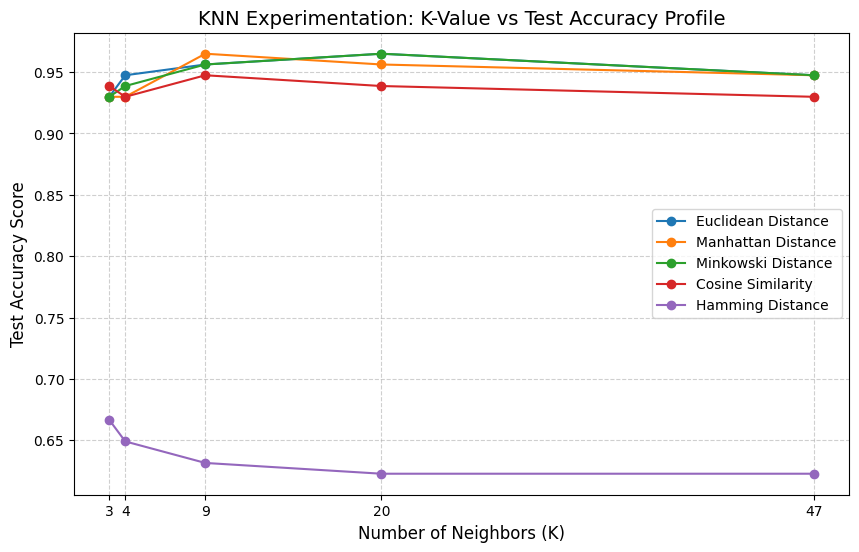 KNN Experimentation: K-Value vs Test Accuracy Profile
Test Accuracy Score
0.95
0.90
0.85
0.80
0.75
0.70
0.65
Euclidean Distance
Manhattan Distance
Minkowski Distance
Cosine Similarity
Hamming Distance
3 4 9 20 47
Number of Neighbors (K)